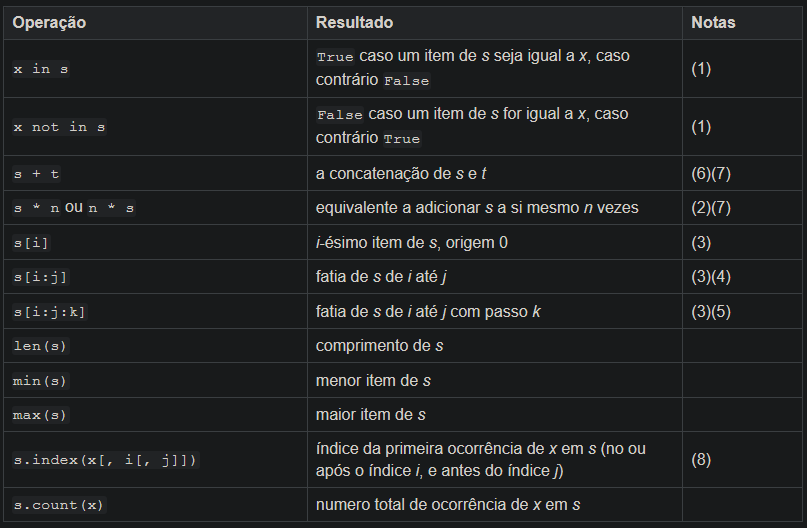 Operação Resultado Notas
x in s True caso um item de s seja igual a x, caso (1)
contrário False
x not in s False caso um item de s for igual a x, caso (1)
contrário True
s + t a concatenação de s e t (6)(7)
s * n ou n * s equivalente a adicionar s a si mesmo n vezes (2)(7)
s[i] i-ésimo item de s, origem 0 (3)
s[i:j] fatia de s de i até j (3)(4)
s[i:j:k] fatia de s de i até j com passo k (3)(5)
len(s) comprimento de s
min(s) menor item de s
max(s) maior item de s
s.index(x[, i[, j]]) índice da primeira ocorrência de x em s (no ou (8)
após o índice i, e antes do índice j)
s.count(x) numero total de ocorrência de x em s